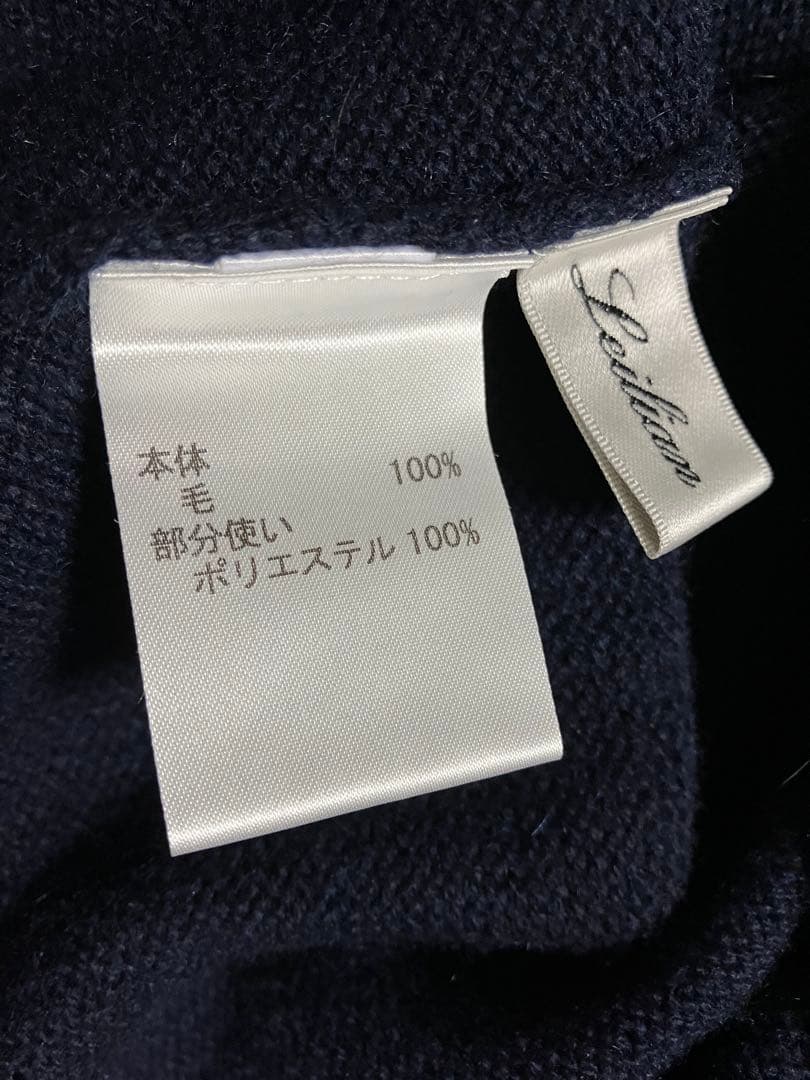 本体
毛 100%
部分使い
ポリエステル 100%
Leilian